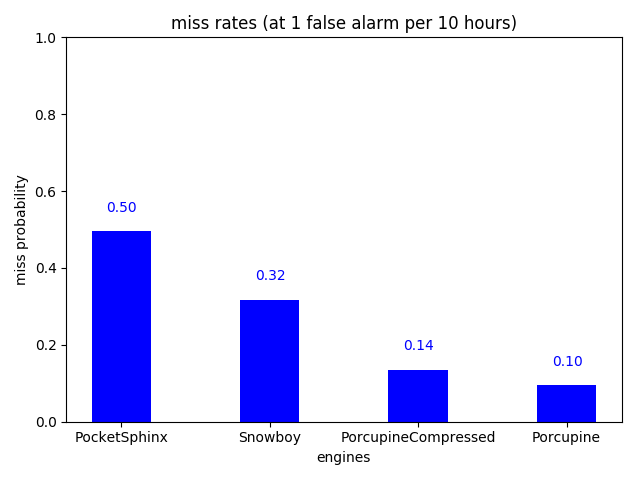 miss rates (at 1 false alarm per 10 hours)
1.0
0.8
0.6
0.4
0.2
0.0
miss probability
0.50
0.32
0.14
0.10
PocketSphinx
Snowboy
PorcupineCompressed
Porcupine
engines